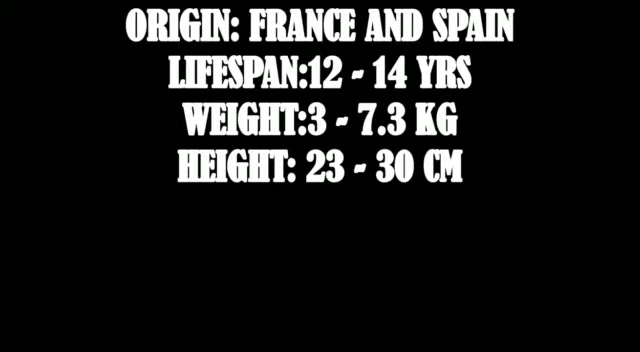 ORIGIN: FRANCE AND SPAIN
LIFESPAN:12 - 14 YRS
WEIGHT:3 - 7.3 KG
HEIGHT: 23 - 30 CM